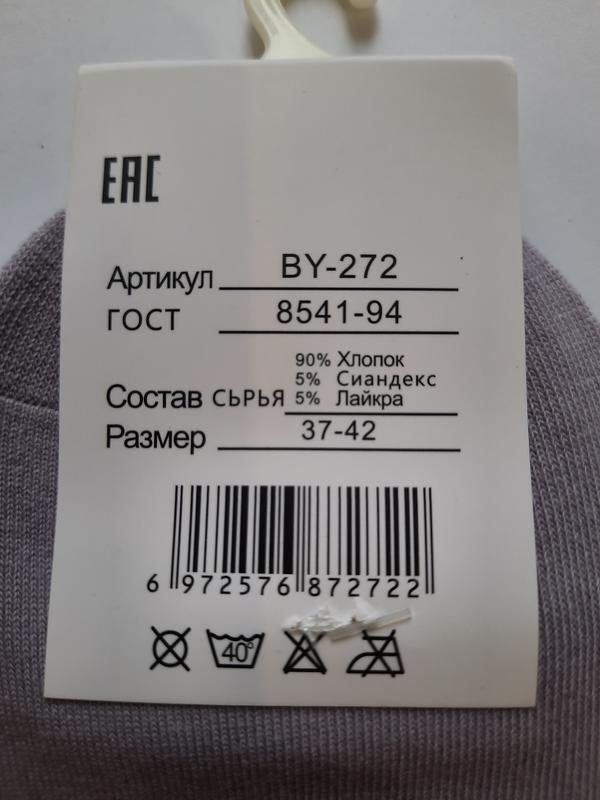 ЕАС
Артикул BY-272
ГОСТ 8541-94
90% Хлопок
5% Сиандекс
Состав СЫРЬЯ 5% Лайкра
Размер 37-42
6 972576 872722
40°